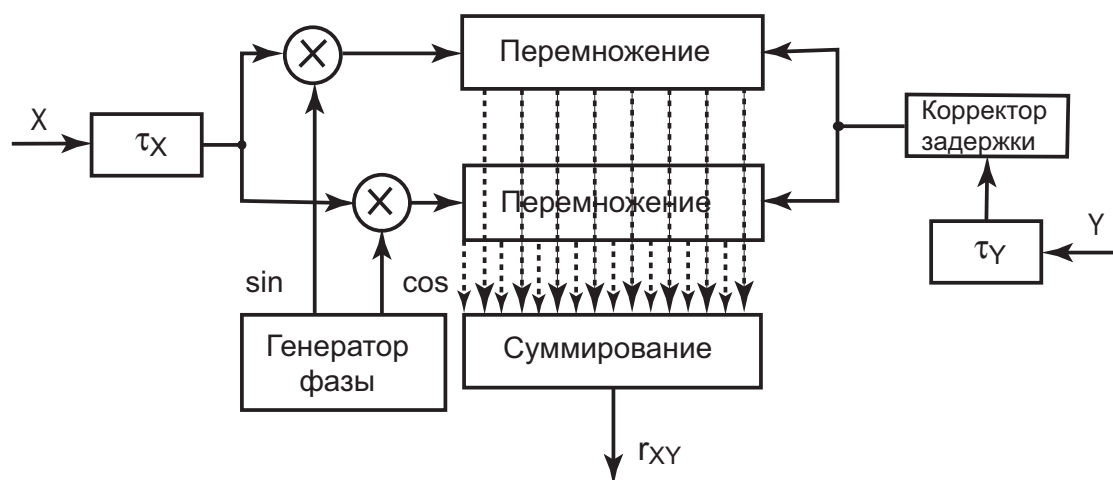 Перемножение
X
τX
Корректор
задержки
Перемножение
Y
τY
sin
cos
Генератор
фазы
Суммирование
rXY